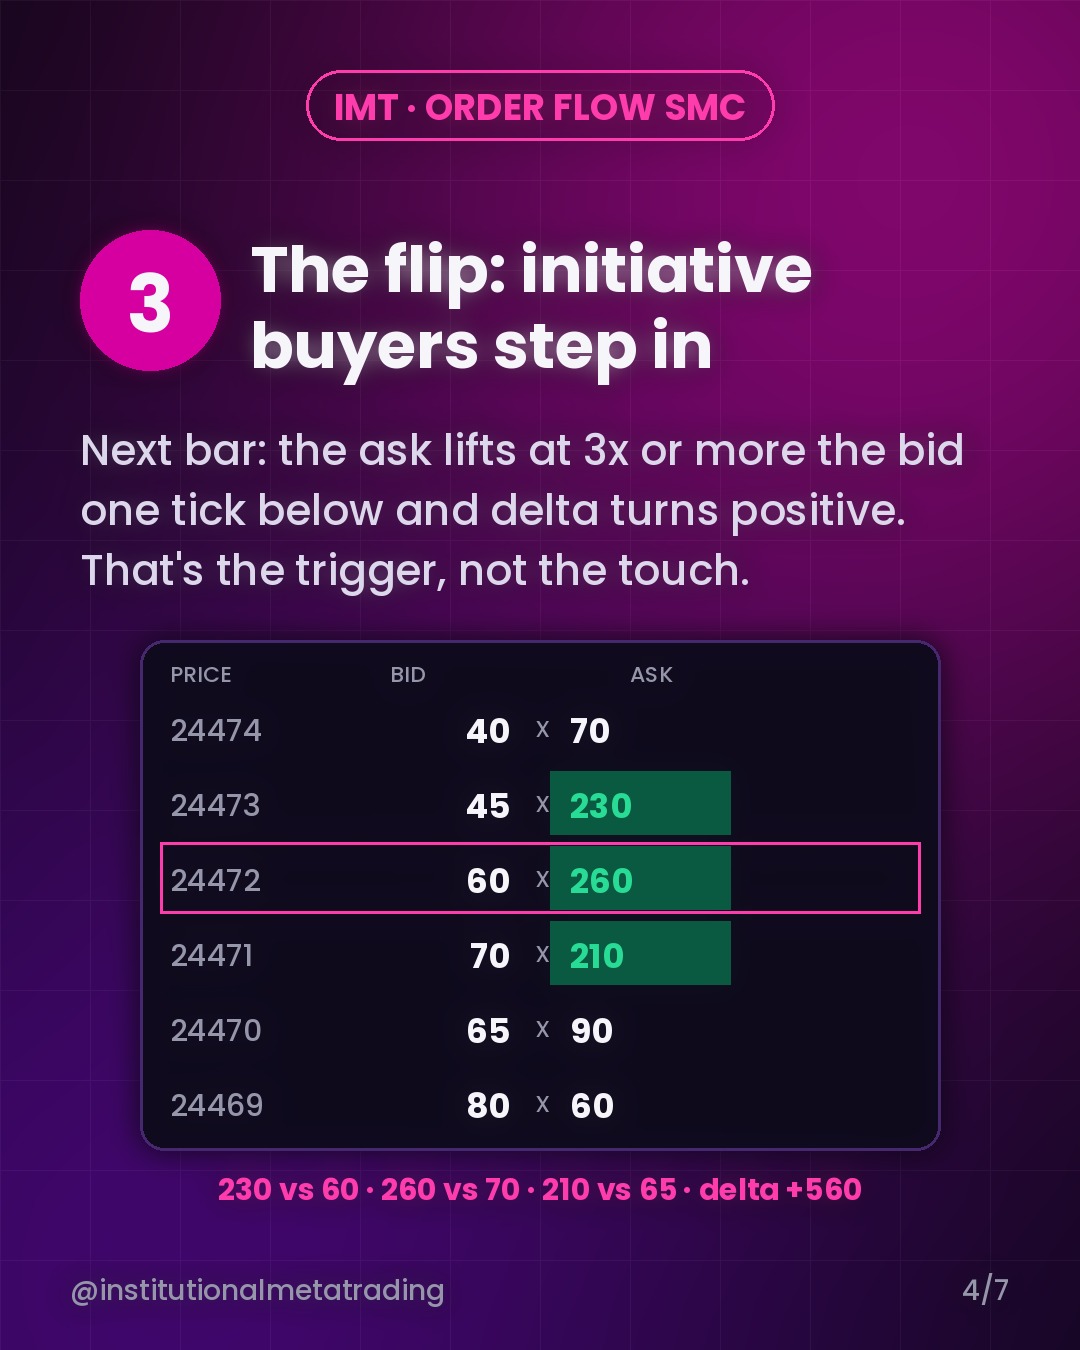 IMT · ORDER FLOW SMC
3
The flip: initiative
buyers step in
Next bar: the ask lifts at 3x or more the bid
one tick below and delta turns positive.
That's the trigger, not the touch.
PRICE BID ASK
24474 40 x 70
24473 45 x 230
24472 60 x 260
24471 70 x 210
24470 65 x 90
24469 80 x 60
230 vs 60 · 260 vs 70 · 210 vs 65 · delta +560
@institutionalmetatrading 4/7